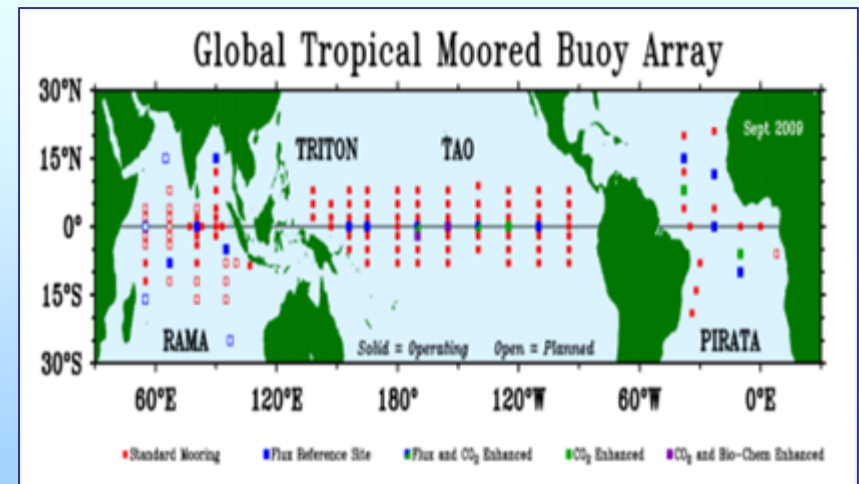 Global Tropical Moored Buoy Array
30°N
15°N
0°
15°S
30°S
Sept 2009
TRITON
TAO
RAMA
Solid = Operating
Open = Planned
PIRATA
60°E
120°E
180°
120°W
60°W
0°E
Standard Mooring
Flux Reference Site
Flux and CO₂ Enhanced
CO₂ Enhanced
CO₂ and Bio-Chem Enhanced